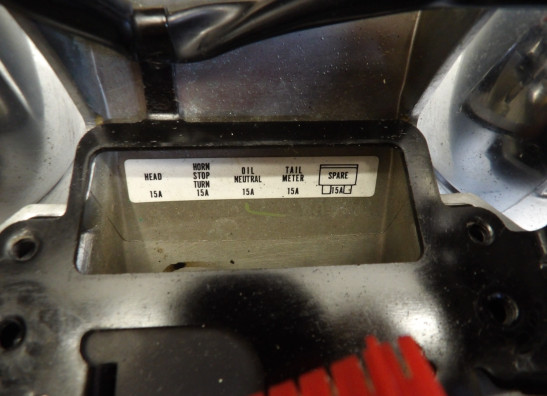 HEAD
15A
HORN
STOP
TURN
15A
OIL
NEUTRAL
15A
TAIL
METER
15A
SPARE
15A